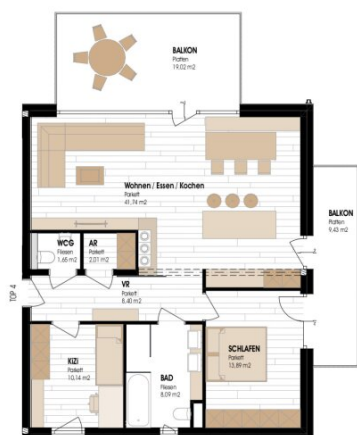 BALKON
Platten
19,02 m2
Wohnen / Essen / Kochen
Parkett
41,74 m2
BALKON
Platten
9,43 m2
WCG
Fliesen
1,65 m2
AR
Parkett
2,01 m2
VR
Parkett
8,40 m2
TOP 4
KiZi
Parkett
10,14 m2
BAD
Fliesen
8,09 m2
SCHLAFEN
Parkett
15,89 m2